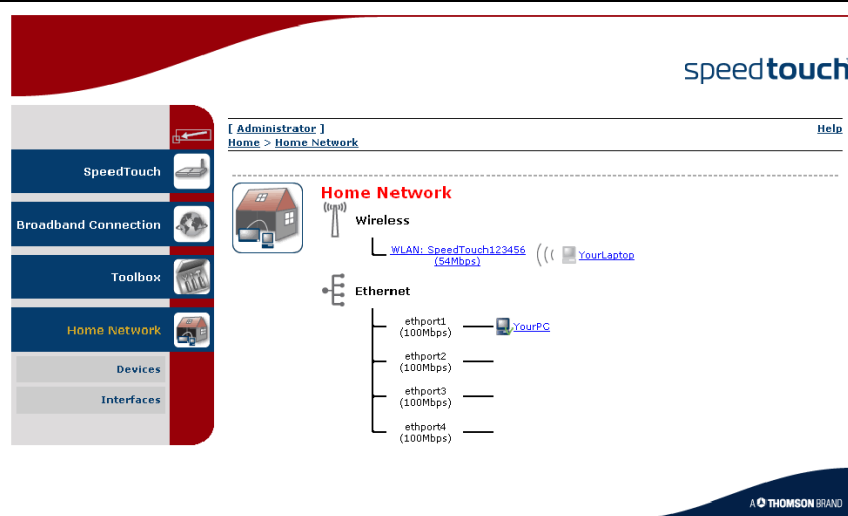 speedtouch
[ Administrator ]
Help
Home > Home Network
SpeedTouch
Broadband Connection
Toolbox
Home Network
Devices
Interfaces
Home Network
Wireless
WLAN: SpeedTouch123456
(54Mbps)
YourLaptop
Ethernet
ethport1
(100Mbps)
YourPC
ethport2
(100Mbps)
ethport3
(100Mbps)
ethport4
(100Mbps)
A THOMSON BRAND